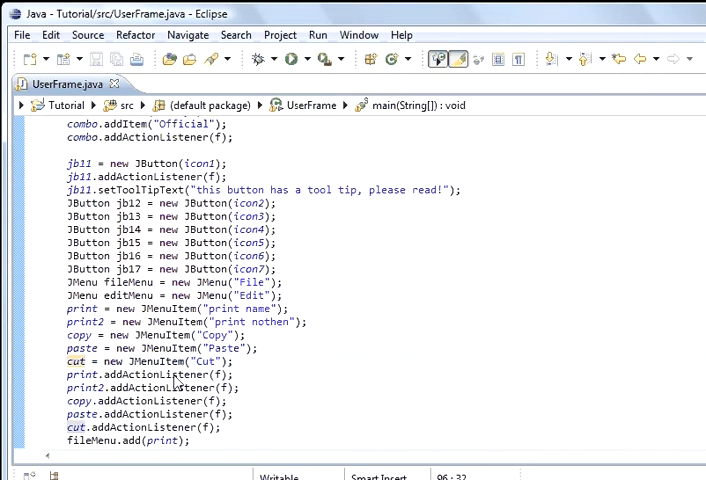 Java - Tutorial/src/UserFrame.java - Eclipse
File Edit Source Refactor Navigate Search Project Run Window Help
UserFrame.java
Tutorial src (default package) UserFrame main(String[]) : void
combo.addItem("Official");
combo.addActionListener(f);
jb11 = new JButton(icon1);
jb11.addActionListener(f);
jb11.setToolTipText("this button has a tool tip, please read!");
JButton jb12 = new JButton(icon2);
JButton jb13 = new JButton(icon3);
JButton jb14 = new JButton(icon4);
JButton jb15 = new JButton(icon5);
JButton jb16 = new JButton(icon6);
JButton jb17 = new JButton(icon7);
JMenu fileMenu = new JMenu("File");
JMenu editMenu = new JMenu("Edit");
print = new JMenuItem("print name");
print2 = new JMenuItem("print nothen");
copy = new JMenuItem("Copy");
paste = new JMenuItem("Paste");
cut = new JMenuItem("Cut");
print.addActionListener(f);
print2.addActionListener(f);
copy.addActionListener(f);
paste.addActionListener(f);
cut.addActionListener(f);
fileMenu.add(print);
Writable Smart Insert 96 : 32